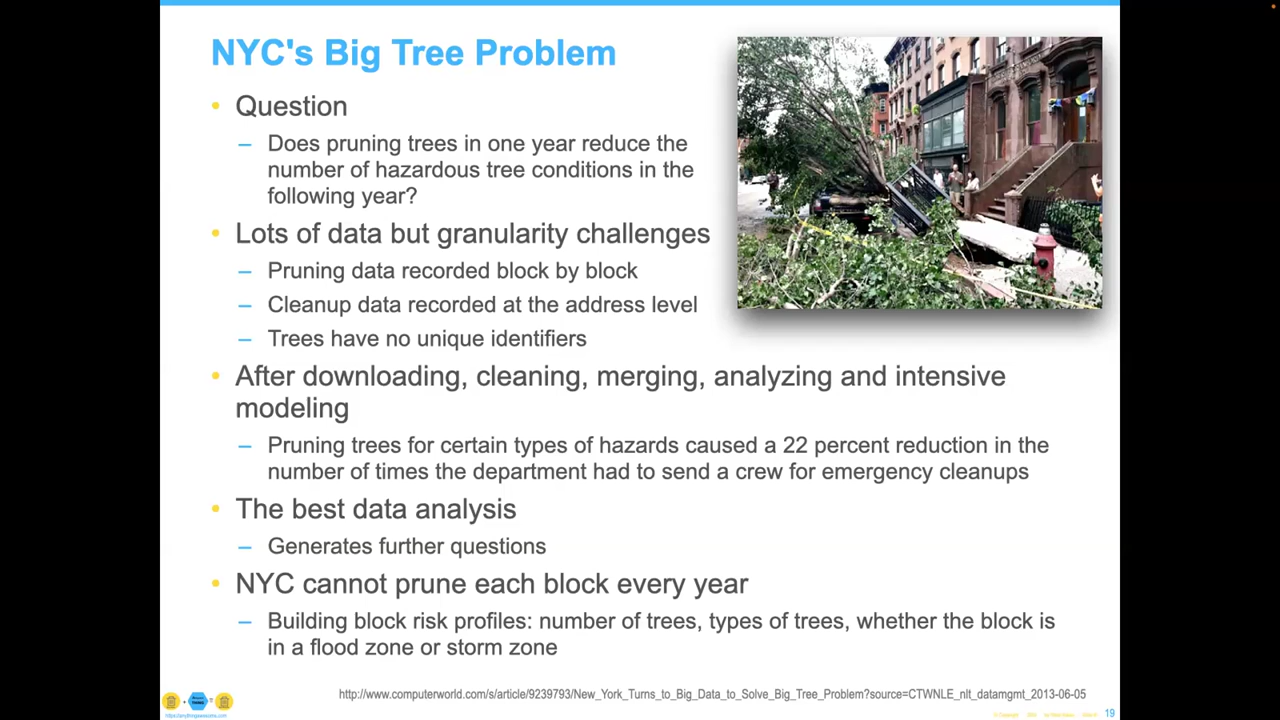 NYC's Big Tree Problem
• Question
– Does pruning trees in one year reduce the
number of hazardous tree conditions in the
following year?
• Lots of data but granularity challenges
– Pruning data recorded block by block
– Cleanup data recorded at the address level
– Trees have no unique identifiers
• After downloading, cleaning, merging, analyzing and intensive
modeling
– Pruning trees for certain types of hazards caused a 22 percent reduction in the
number of times the department had to send a crew for emergency cleanups
• The best data analysis
– Generates further questions
• NYC cannot prune each block every year
– Building block risk profiles: number of trees, types of trees, whether the block is
in a flood zone or storm zone
http://www.computerworld.com/s/article/9239793/New_York_Turns_to_Big_Data_to_Solve_Big_Tree_Problem?source=CTWNLE_nlt_datamgmt_2013-06-05
https://anythingawesome.com
19